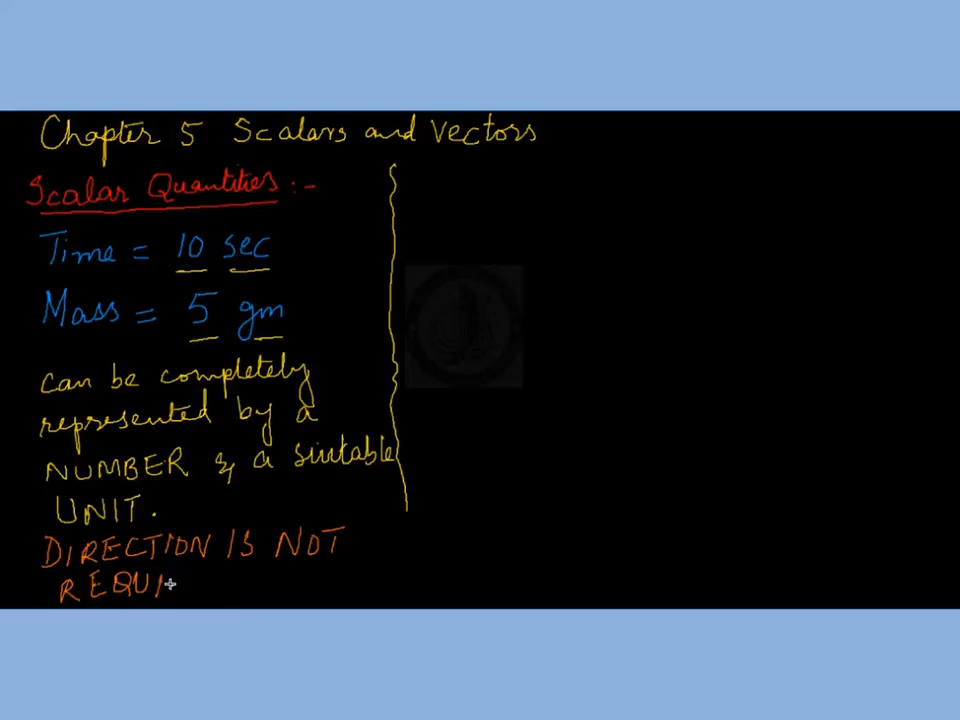 Chapter 5 Scalars and Vectors
Scalar Quantities :-
Time = 10 sec
Mass = 5 gm
can be completely
represented by a
NUMBER & a suitable
UNIT.
DIRECTION IS NOT
REQUI